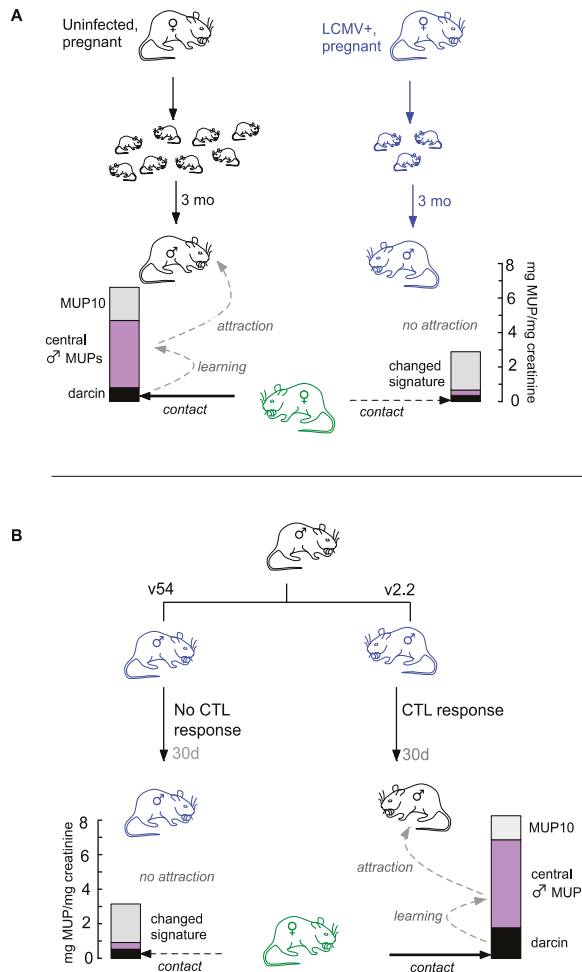 A
Uninfected,
pregnant
♀
LCMV+,
pregnant
♀
3 mo
3 mo
♂
♂
MUP10
central
♂ MUPs
darcin
attraction
learning
contact
♀
no attraction
changed
signature
contact
8
6
4
2
0
mg MUP/mg creatinine
B
♂
v54
v2.2
♂
♂
No CTL
response
30d
CTL response
30d
♂
♂
mg MUP/mg creatinine
8
6
4
2
0
no attraction
changed
signature
contact
♀
attraction
learning
contact
MUP10
central
♂ MUP
darcin